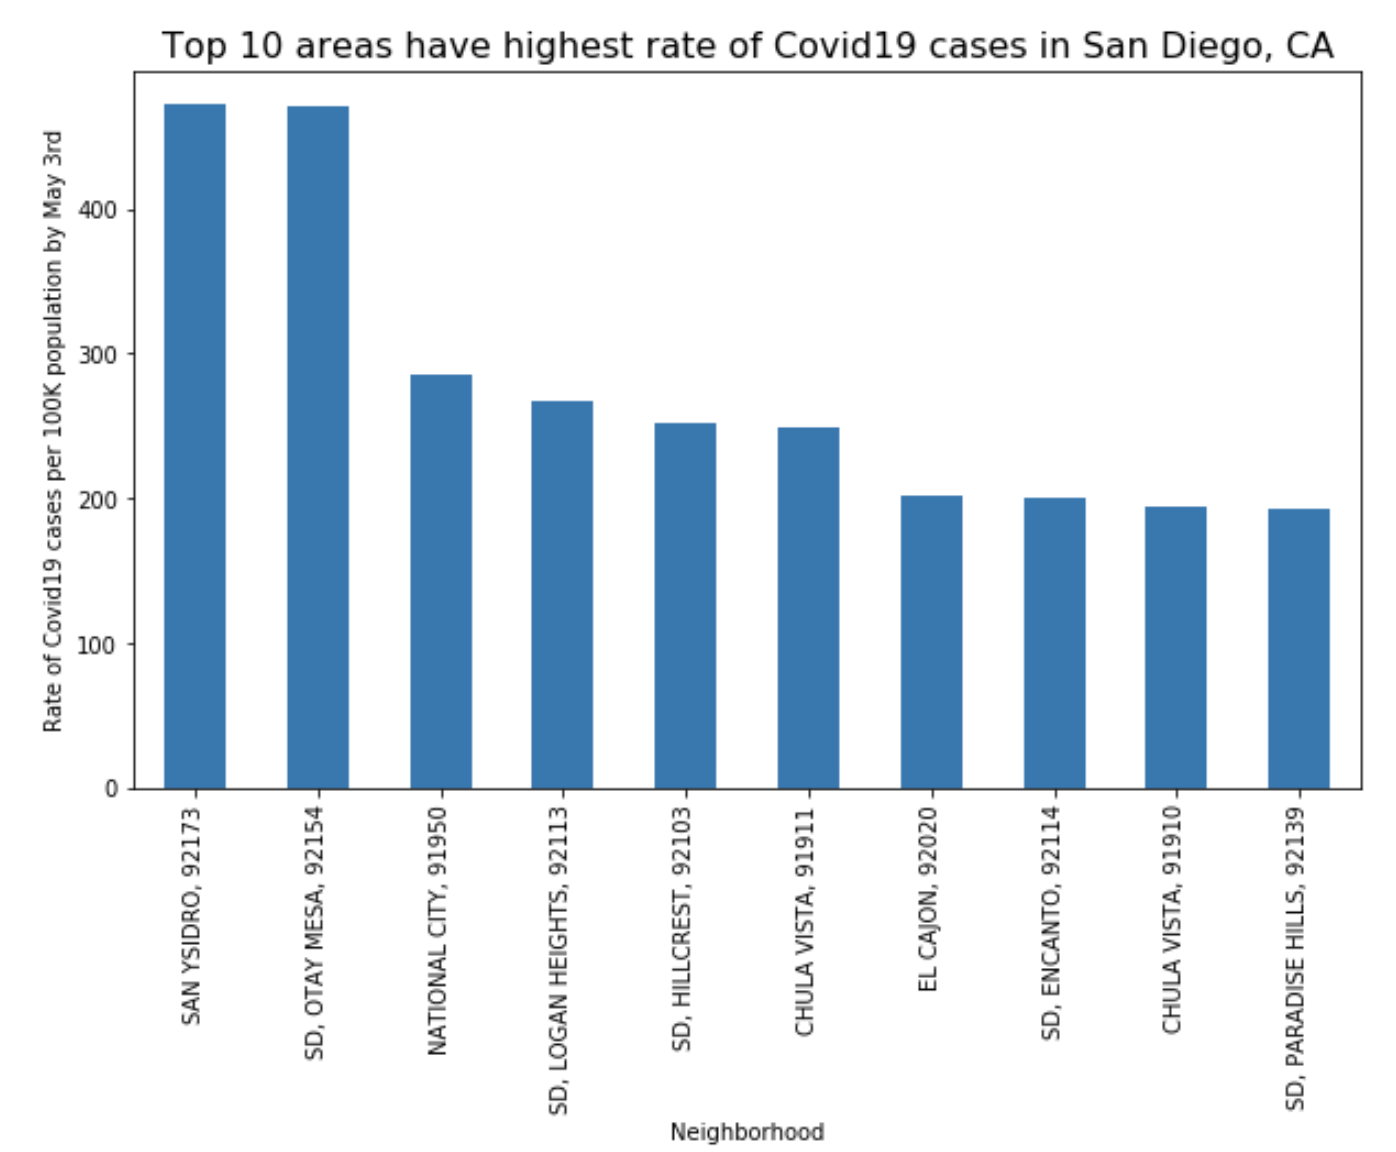 Top 10 areas have highest rate of Covid19 cases in San Diego, CA
Rate of Covid19 cases per 100K population by May 3rd
400
300
200
100
0
SAN YSIDRO, 92173
SD, OTAY MESA, 92154
NATIONAL CITY, 91950
SD, LOGAN HEIGHTS, 92113
SD, HILLCREST, 92103
CHULA VISTA, 91911
EL CAJON, 92020
SD, ENCANTO, 92114
CHULA VISTA, 91910
SD, PARADISE HILLS, 92139
Neighborhood